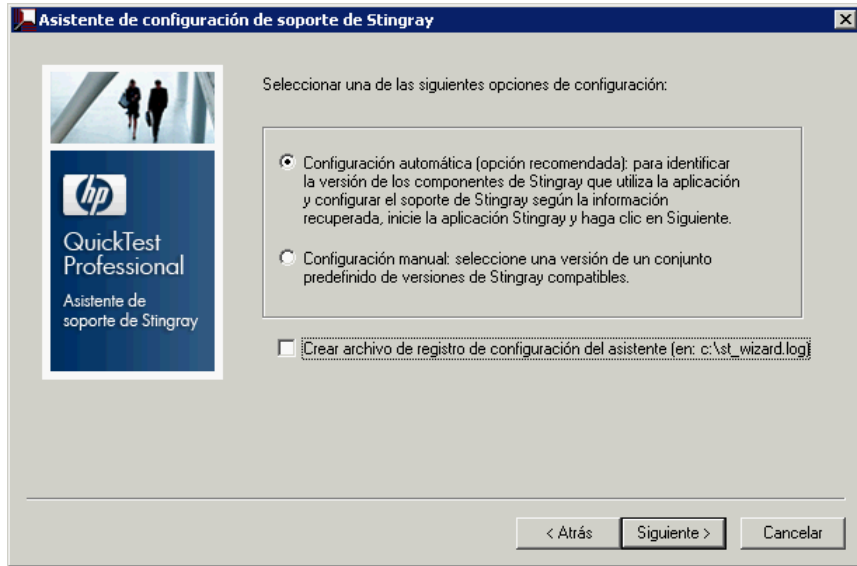 Asistente de configuración de soporte de Stingray
Seleccionar una de las siguientes opciones de configuración:
hp
QuickTest
Professional
Asistente de
soporte de Stingray
Configuración automática (opción recomendada): para identificar
la versión de los componentes de Stingray que utiliza la aplicación
y configurar el soporte de Stingray según la información
recuperada, inicie la aplicación Stingray y haga clic en Siguiente.
Configuración manual: seleccione una versión de un conjunto
predefinido de versiones de Stingray compatibles.
Crear archivo de registro de configuración del asistente (en: c:\st_wizard.log)
< Atrás
Siguiente >
Cancelar